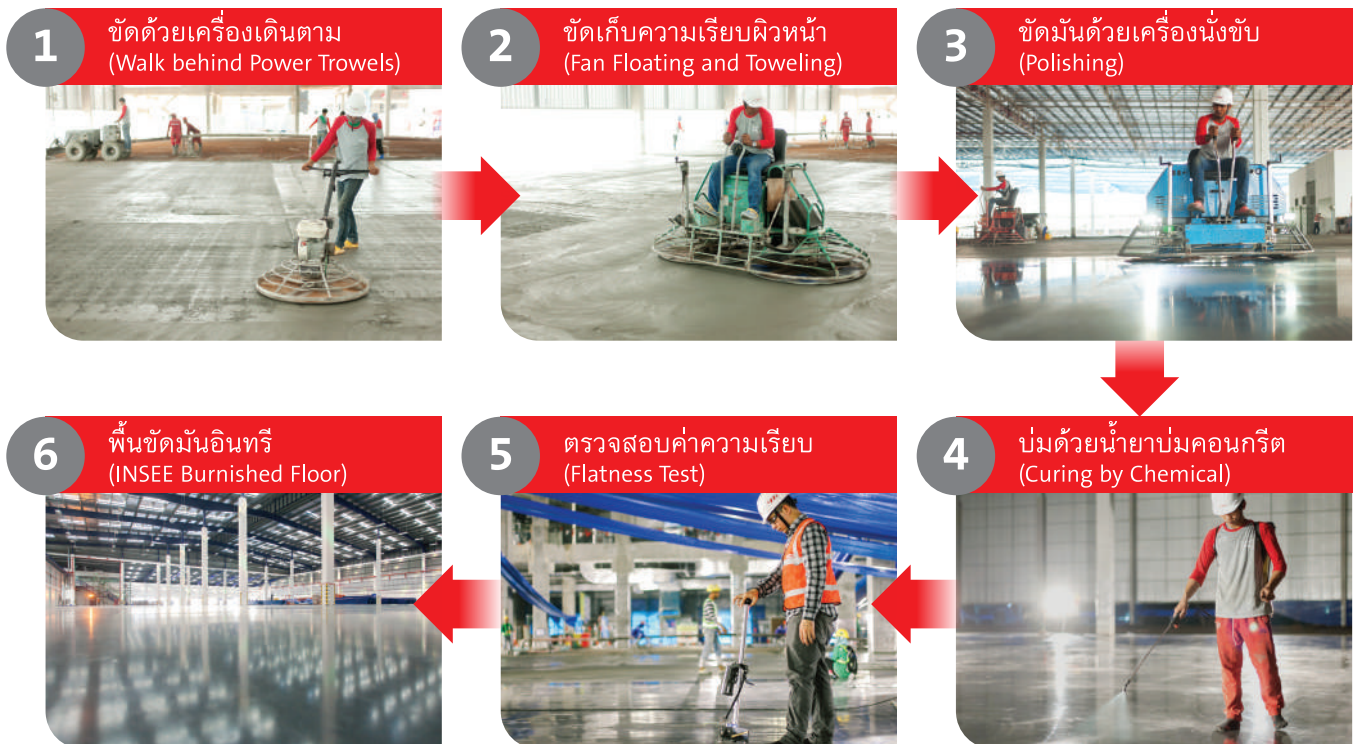 1
ขัดด้วยเครื่องเดินตาม
(Walk behind Power Trowels)
2
ขัดเก็บความเรียบผิวหน้า
(Fan Floating and Toweling)
3
ขัดมันด้วยเครื่องนั่งขับ
(Polishing)
4
บ่มด้วยน้ำยาบ่มคอนกรีต
(Curing by Chemical)
5
ตรวจสอบค่าความเรียบ
(Flatness Test)
6
พื้นขัดมันอินทรี
(INSEE Burnished Floor)